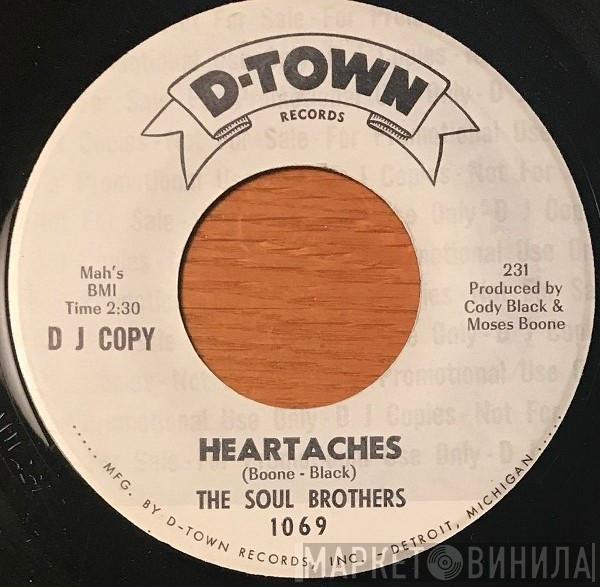 D-TOWN
RECORDS
Mah's
BMI
Time 2:30
D J COPY
231
Produced by
Cody Black &
Moses Boone
HEARTACHES
(Boone - Black)
THE SOUL BROTHERS
1069
..... MFG. BY D-TOWN RECORDS, INC. - DETROIT, MICHIGAN .....
МАРКЕТ ВИНИЛА